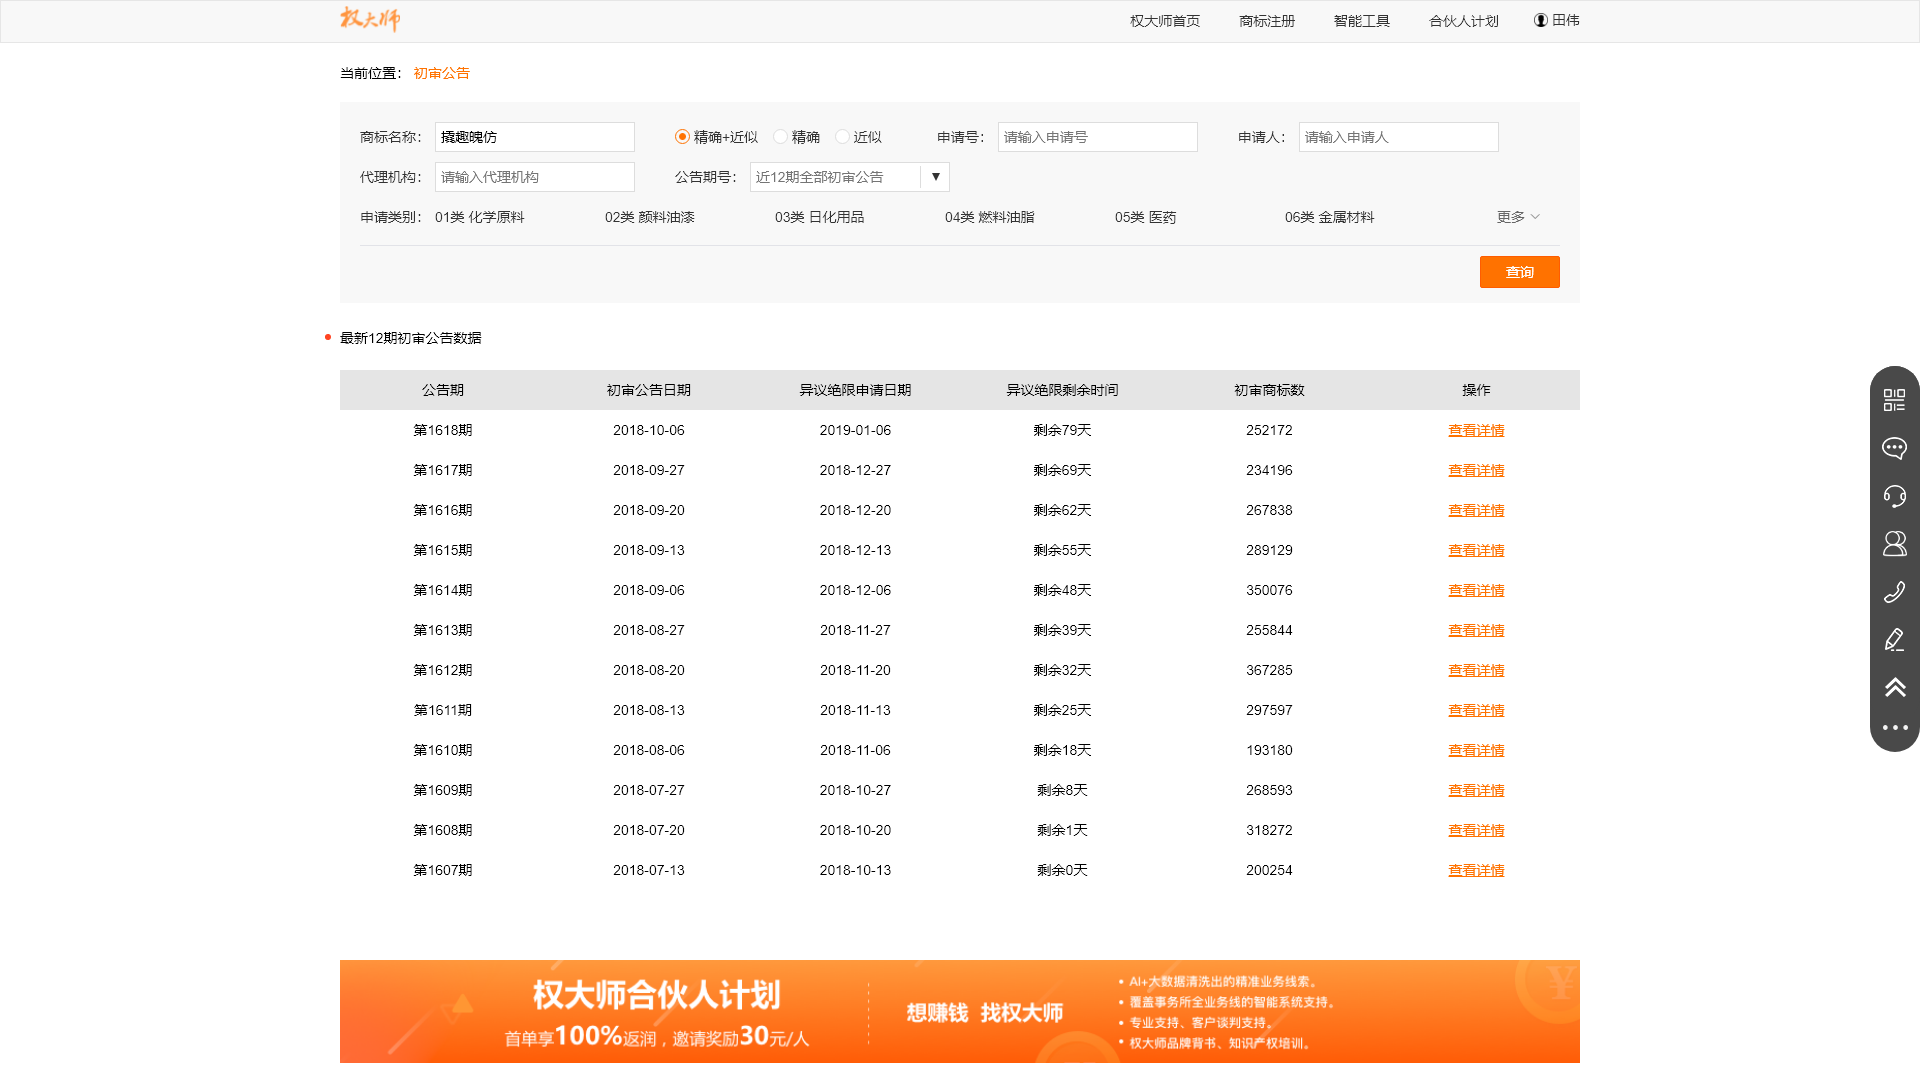 权大师 权大师首页 商标注册 智能工具 合伙人计划 田伟
当前位置： 初审公告
商标名称： 撬趣魄仿 精确+近似 精确 近似 申请号： 请输入申请号 申请人： 请输入申请人
代理机构： 请输入代理机构 公告期号： 近12期全部初审公告 ▼
申请类别： 01类 化学原料 02类 颜料油漆 03类 日化用品 04类 燃料油脂 05类 医药 06类 金属材料 更多
查询
最新12期初审公告数据
公告期 初审公告日期 异议绝限申请日期 异议绝限剩余时间 初审商标数 操作
第1618期 2018-10-06 2019-01-06 剩余79天 252172 查看详情
第1617期 2018-09-27 2018-12-27 剩余69天 234196 查看详情
第1616期 2018-09-20 2018-12-20 剩余62天 267838 查看详情
第1615期 2018-09-13 2018-12-13 剩余55天 289129 查看详情
第1614期 2018-09-06 2018-12-06 剩余48天 350076 查看详情
第1613期 2018-08-27 2018-11-27 剩余39天 255844 查看详情
第1612期 2018-08-20 2018-11-20 剩余32天 367285 查看详情
第1611期 2018-08-13 2018-11-13 剩余25天 297597 查看详情
第1610期 2018-08-06 2018-11-06 剩余18天 193180 查看详情
第1609期 2018-07-27 2018-10-27 剩余8天 268593 查看详情
第1608期 2018-07-20 2018-10-20 剩余1天 318272 查看详情
第1607期 2018-07-13 2018-10-13 剩余0天 200254 查看详情
权大师合伙人计划
首单享100%返润，邀请奖励30元/人
想赚钱 找权大师
• AI+大数据清洗出的精准业务线索。
• 覆盖事务所全业务线的智能系统支持。
• 专业支持、客户谈判支持。
• 权大师品牌背书、知识产权培训。